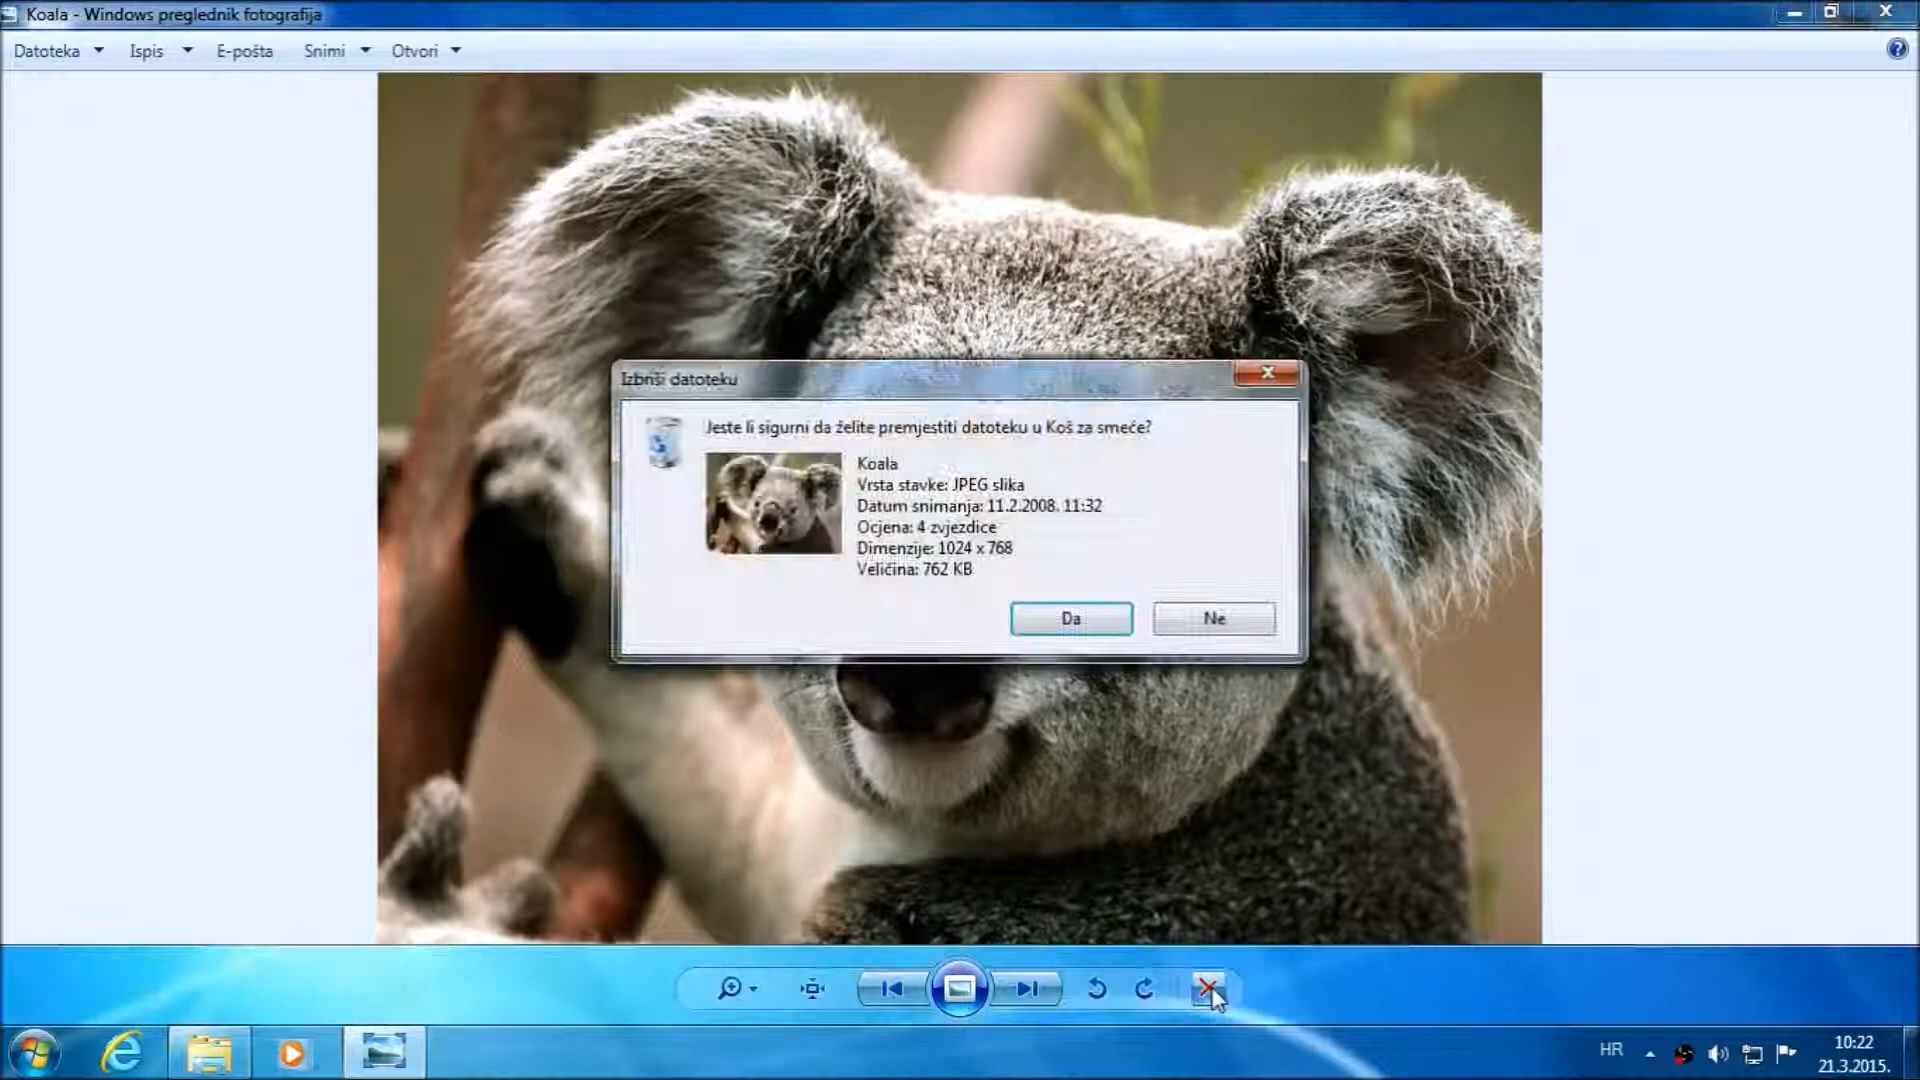 Koala - Windows preglednik fotografija
Datoteka Ispis E-pošta Snimi Otvori
Izbriši datoteku
Jeste li sigurni da želite premjestiti datoteku u Koš za smeće?
Koala
Vrsta stavke: JPEG slika
Datum snimanja: 11.2.2008. 11:32
Ocjena: 4 zvjezdice
Dimenzije: 1024 x 768
Veličina: 762 KB
Da Ne
HR
10:22
21.3.2015.